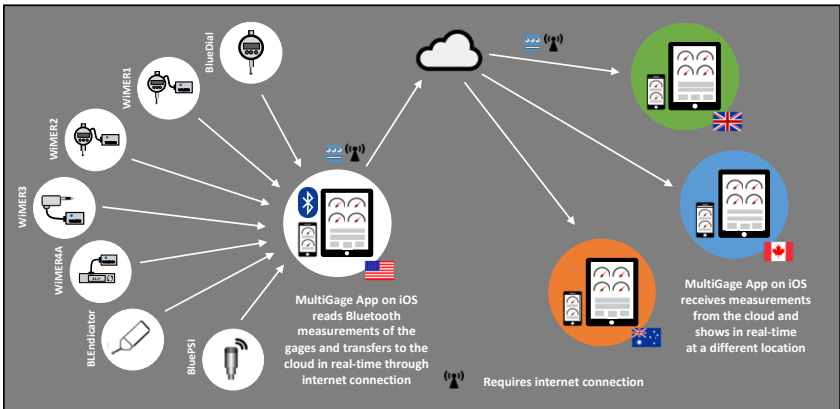 BlueDial
WiMER1
WiMER2
WiMER3
WiMER4A
BLEndicator
BluePSI
MultiGage App on iOS
reads Bluetooth
measurements of the
gages and transfers to the
cloud in real-time through
internet connection
MultiGage App on iOS
receives measurements
from the cloud and
shows in real-time
at a different location
Requires internet connection